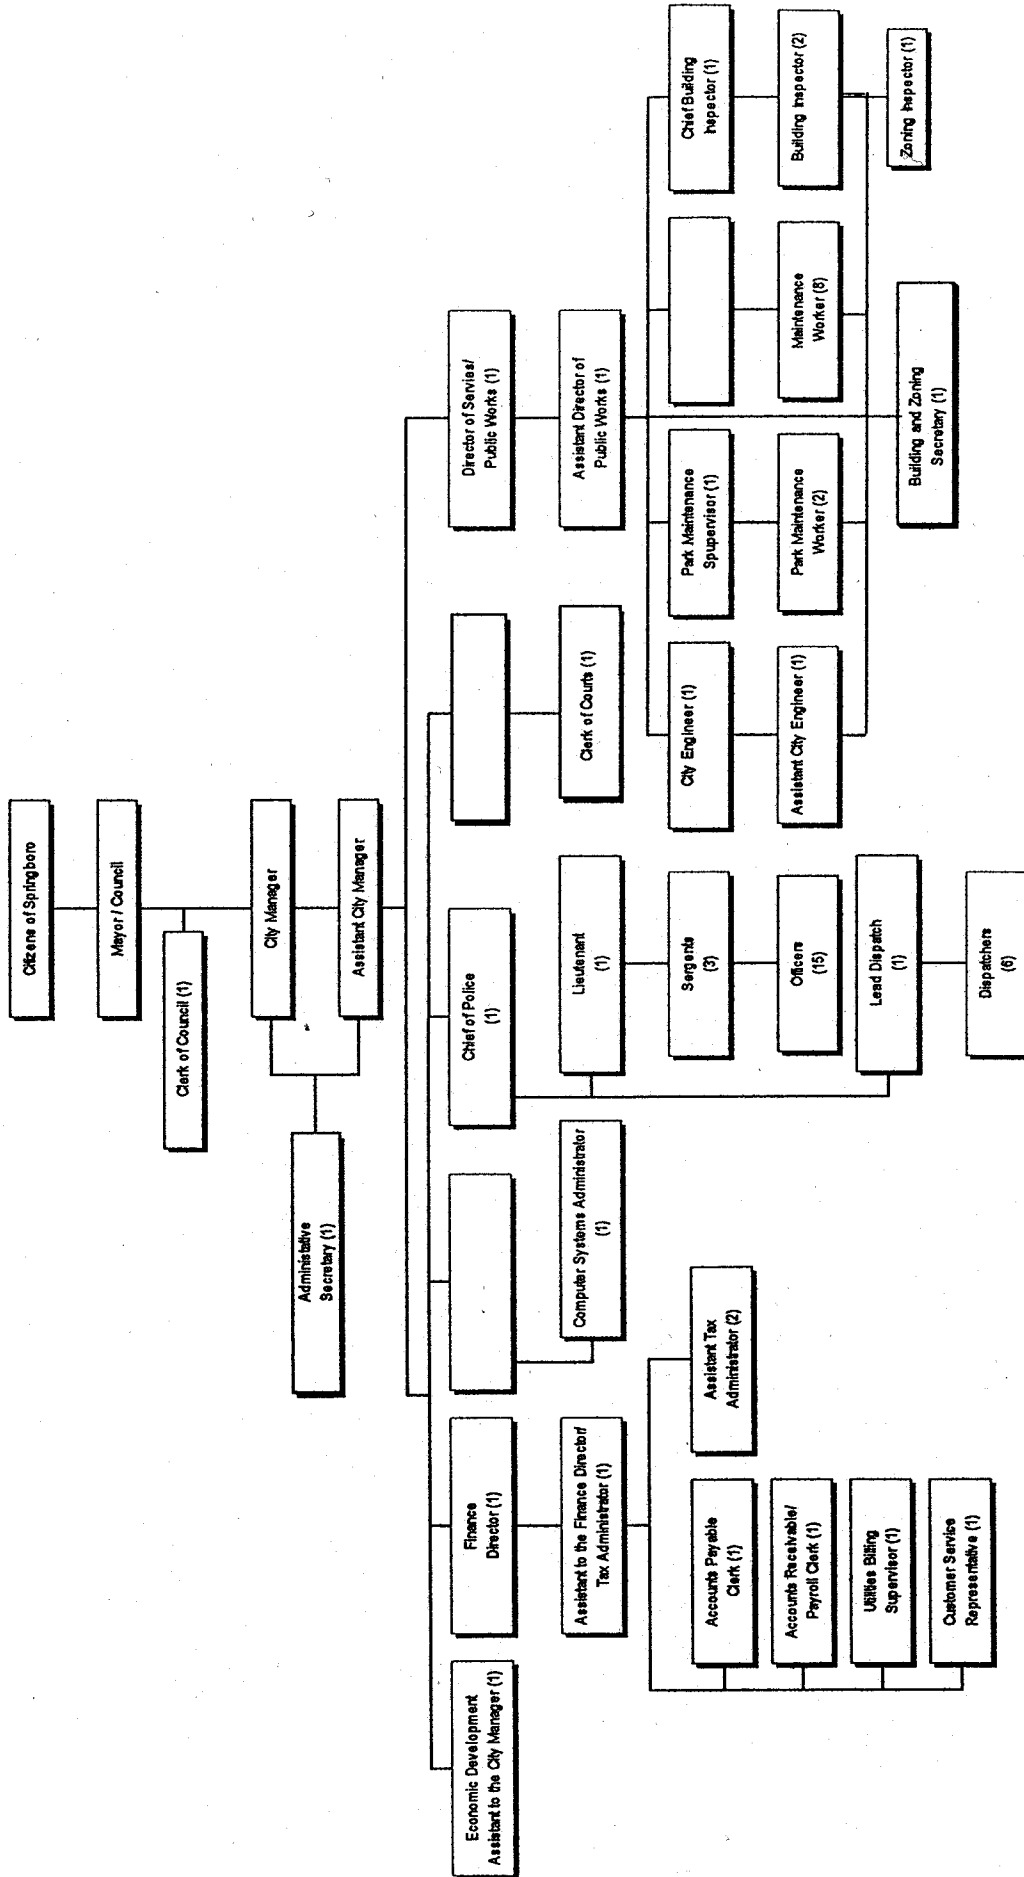 Citizens of Springboro
Mayor / Council
Clerk of Council (1)
City Manager
Assistant City Manager
Administative
Secretary (1)
Economic Development
Assistant to the City Manager (1)
Finance
Director (1)
Chief of Police
(1)
Director of Servies/
Public Works (1)
Assistant to the Finance Director/
Tax Administrator (1)
Computer Systems Administrator
(1)
Lieutenant
(1)
Clerk of Courts (1)
Assistant Director of
Public Works (1)
Accounts Payable
Clerk (1)
Assistant Tax
Administrator (2)
Sergents
(3)
City Engineer (1)
Park Maintenance
Spupervisor (1)
Chief Building
Inspector (1)
Accounts Receivable/
Payroll Clerk (1)
Officers
(15)
Assistant City Engineer (1)
Park Maintenance
Worker (2)
Maintenance
Worker (8)
Building Inspector (2)
Utilities Billing
Supervisor (1)
Lead Dispatch
(1)
Building and Zoning
Secretary (1)
Zoning Inspector (1)
Customer Service
Representative (1)
Dispatchers
(6)